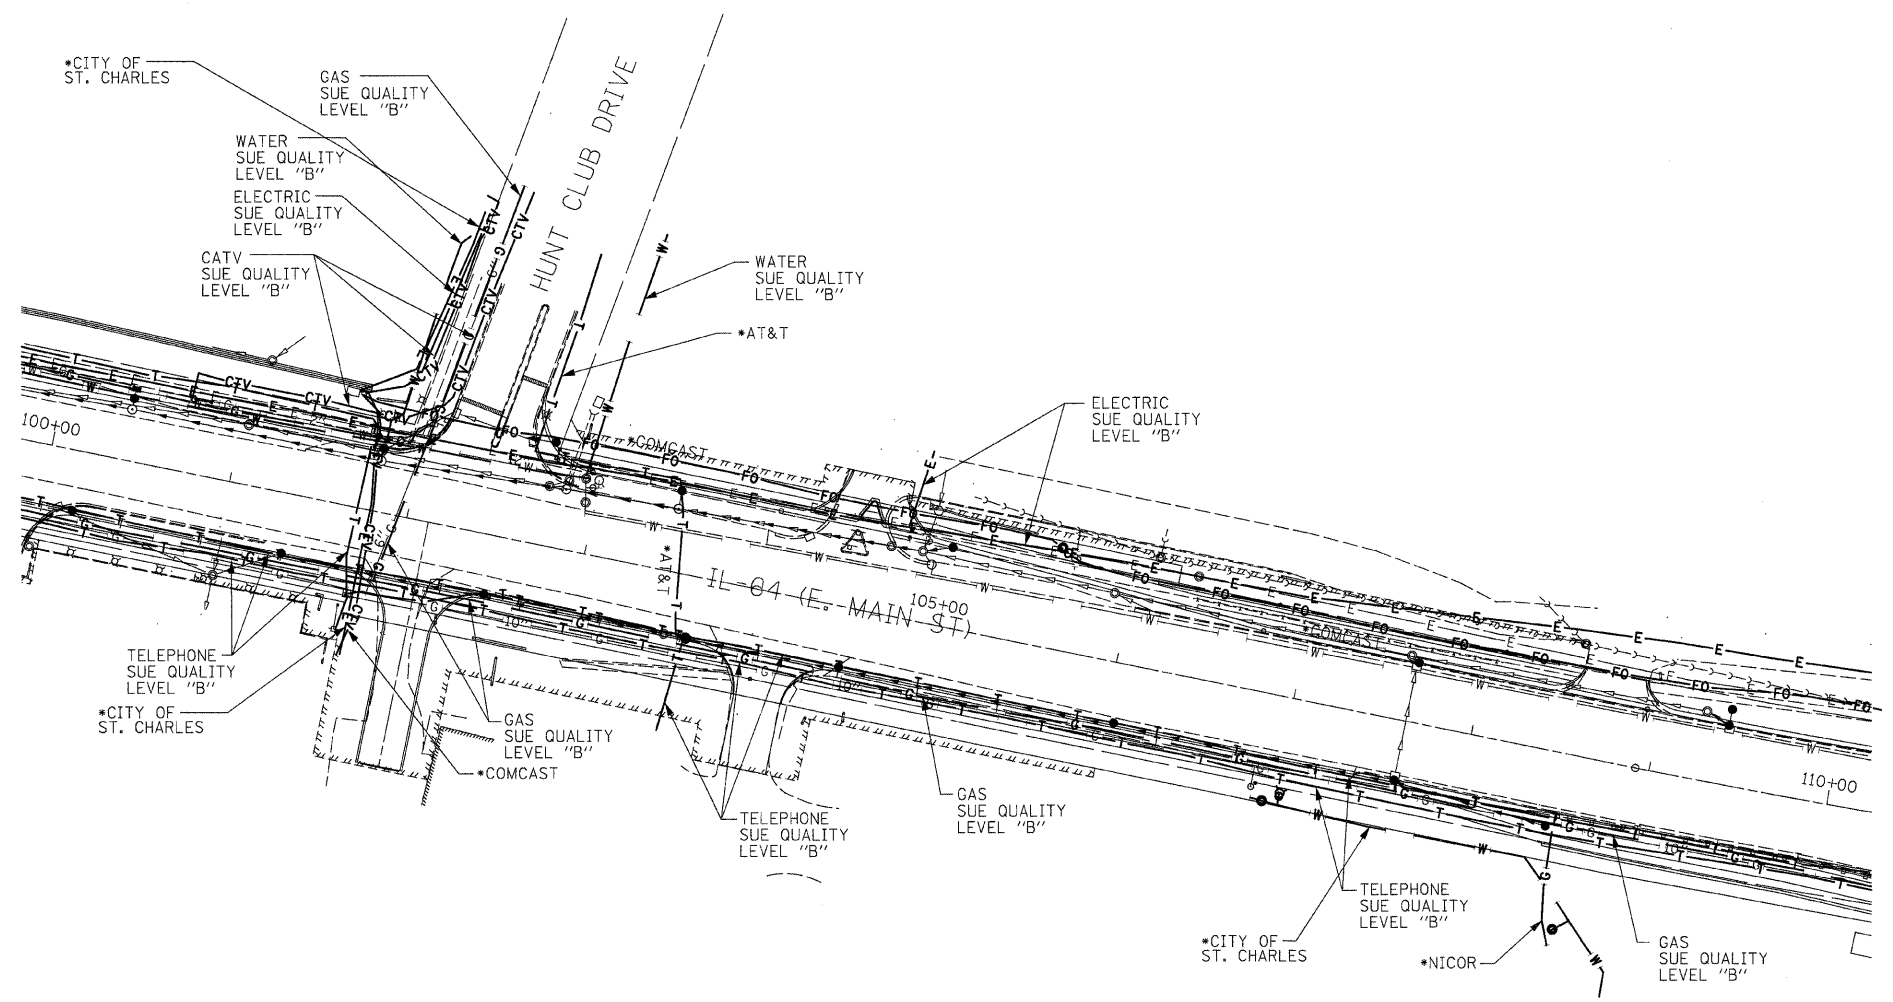 *CITY OF
ST. CHARLES
GAS
SUE QUALITY
LEVEL "B"
WATER
SUE QUALITY
LEVEL "B"
ELECTRIC
SUE QUALITY
LEVEL "B"
CATV
SUE QUALITY
LEVEL "B"
HUNT CLUB DRIVE
WATER
SUE QUALITY
LEVEL "B"
*AT&T
ELECTRIC
SUE QUALITY
LEVEL "B"
100+00
*COMCAST
*AT&T
IL 64 (E. MAIN ST)
105+00
*COMCAST
110+00
TELEPHONE
SUE QUALITY
LEVEL "B"
*CITY OF
ST. CHARLES
GAS
SUE QUALITY
LEVEL "B"
*COMCAST
TELEPHONE
SUE QUALITY
LEVEL "B"
GAS
SUE QUALITY
LEVEL "B"
TELEPHONE
SUE QUALITY
LEVEL "B"
*CITY OF
ST. CHARLES
*NICOR
GAS
SUE QUALITY
LEVEL "B"